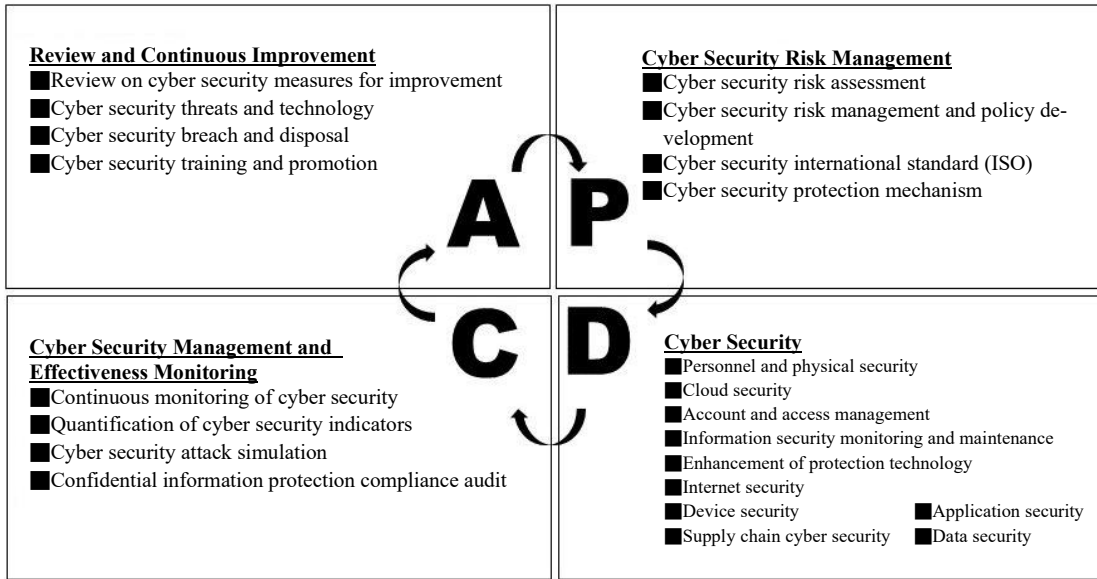 Review and Continuous Improvement
■Review on cyber security measures for improvement
■Cyber security threats and technology
■Cyber security breach and disposal
■Cyber security training and promotion
Cyber Security Risk Management
■Cyber security risk assessment
■Cyber security risk management and policy de-
velopment
■Cyber security international standard (ISO)
■Cyber security protection mechanism
A P
C D
Cyber Security Management and
Effectiveness Monitoring
■Continuous monitoring of cyber security
■Quantification of cyber security indicators
■Cyber security attack simulation
■Confidential information protection compliance audit
Cyber Security
■Personnel and physical security
■Cloud security
■Account and access management
■Information security monitoring and maintenance
■Enhancement of protection technology
■Internet security
■Device security ■Application security
■Supply chain cyber security ■Data security